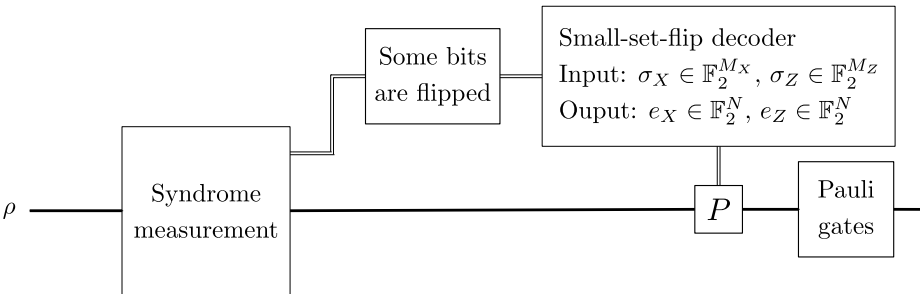 Some bits
are flipped
Small-set-flip decoder
Input: σ_X ∈ 𝔽_2^{M_X}, σ_Z ∈ 𝔽_2^{M_Z}
Ouput: e_X ∈ 𝔽_2^N, e_Z ∈ 𝔽_2^N
ρ
Syndrome
measurement
P
Pauli
gates